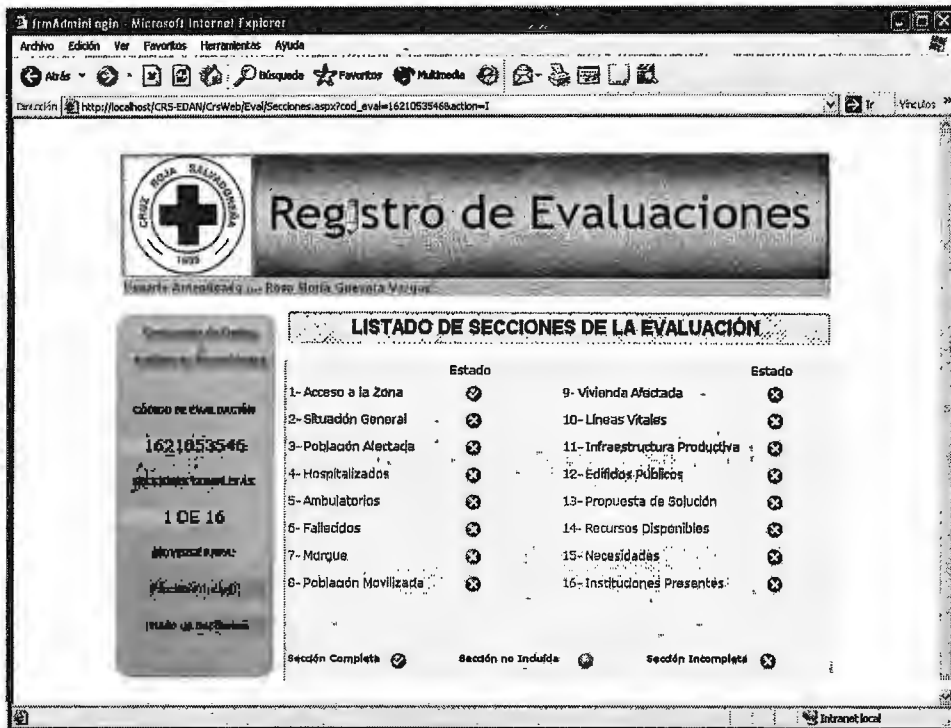 frmAdminLogin - Microsoft Internet Explorer
Archivo Edición Ver Favoritos Herramientas Ayuda
Atrás Búsqueda Favoritos Multimedia
Dirección http://localhost/CRS-EDAN/CrsWeb/Eval/Secciones.aspx?cod_eval=1621053546&action=I Ir Vínculos
CRUZ ROJA SALVADOREÑA
Registro de Evaluaciones
LISTADO DE SECCIONES DE LA EVALUACIÓN
Estado Estado
1- Acceso a la Zona 9- Vivienda Afectada
2- Situación General 10- Líneas Vitales
3- Población Afectada 11- Infraestructura Productiva
4- Hospitalizados 12- Edificios Públicos
5- Ambulatorios 13- Propuesta de Solución
6- Fallecidos 14- Recursos Disponibles
7- Morgue 15- Necesidades
8- Población Movilizada 16- Instituciones Presentes
CÓDIGO DE EVALUACIÓN
1621053546
1 DE 16
Sección Completa Sección no Incluída Sección Incompleta
Intranet local